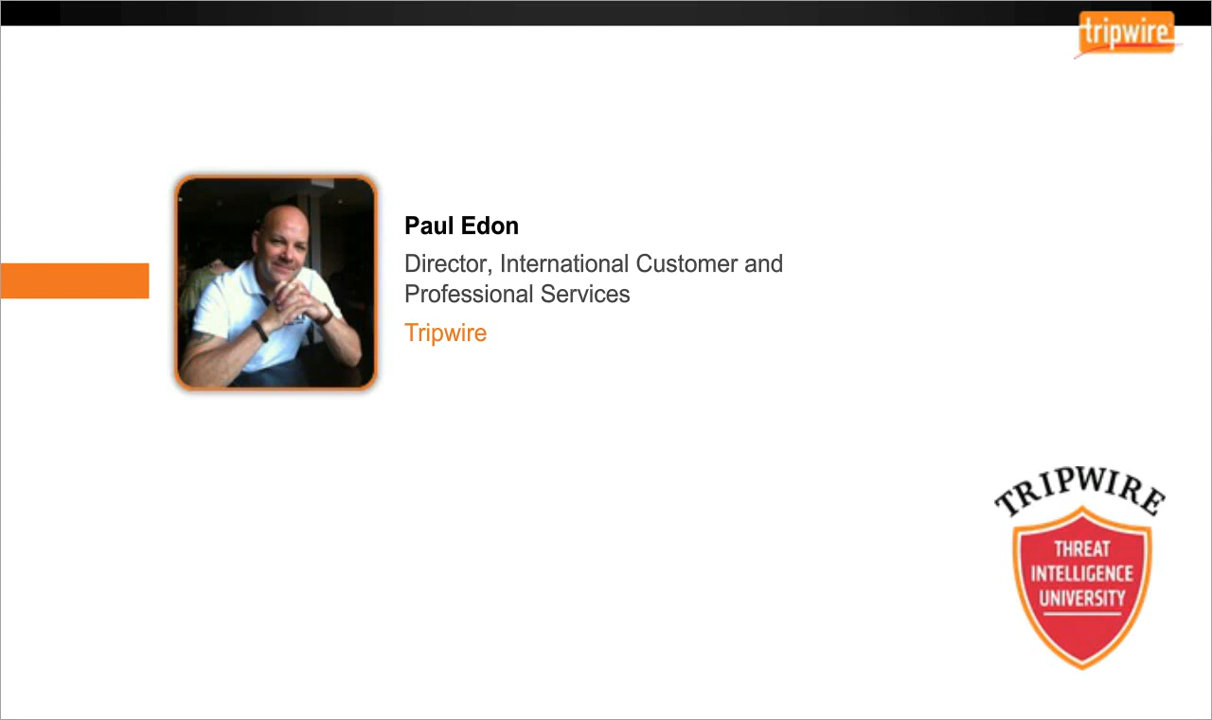 tripwire
Paul Edon
Director, International Customer and
Professional Services
Tripwire
TRIPWIRE
THREAT
INTELLIGENCE
UNIVERSITY